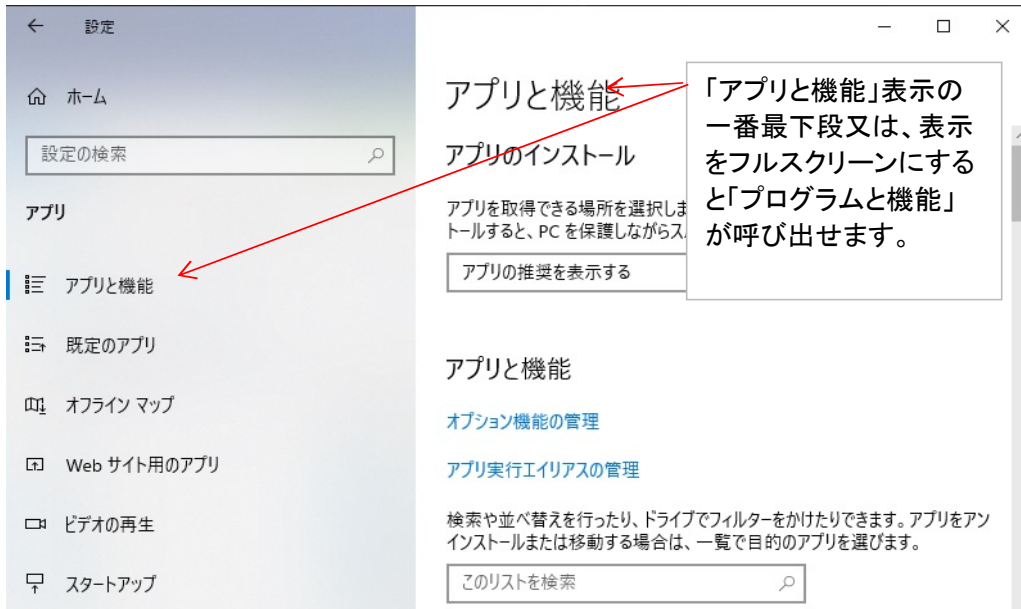 設定
ホーム
設定の検索
アプリ
アプリと機能
既定のアプリ
オフライン マップ
Web サイト用のアプリ
ビデオの再生
スタートアップ
アプリと機能
アプリのインストール
アプリを取得できる場所を選択しま
トールすると、PC を保護しながらス
アプリの推奨を表示する
「アプリと機能」表示の
一番最下段又は、表示
をフルスクリーンにする
と「プログラムと機能」
が呼び出せます。
アプリと機能
オプション機能の管理
アプリ実行エイリアスの管理
検索や並べ替えを行ったり、ドライブでフィルターをかけたりできます。アプリをアン
インストールまたは移動する場合は、一覧で目的のアプリを選びます。
このリストを検索